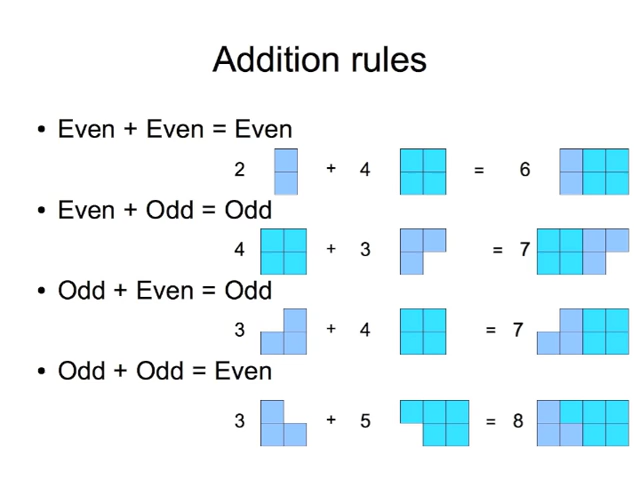 Addition rules
• Even + Even = Even
2 + 4 = 6
• Even + Odd = Odd
4 + 3 = 7
• Odd + Even = Odd
3 + 4 = 7
• Odd + Odd = Even
3 + 5 = 8